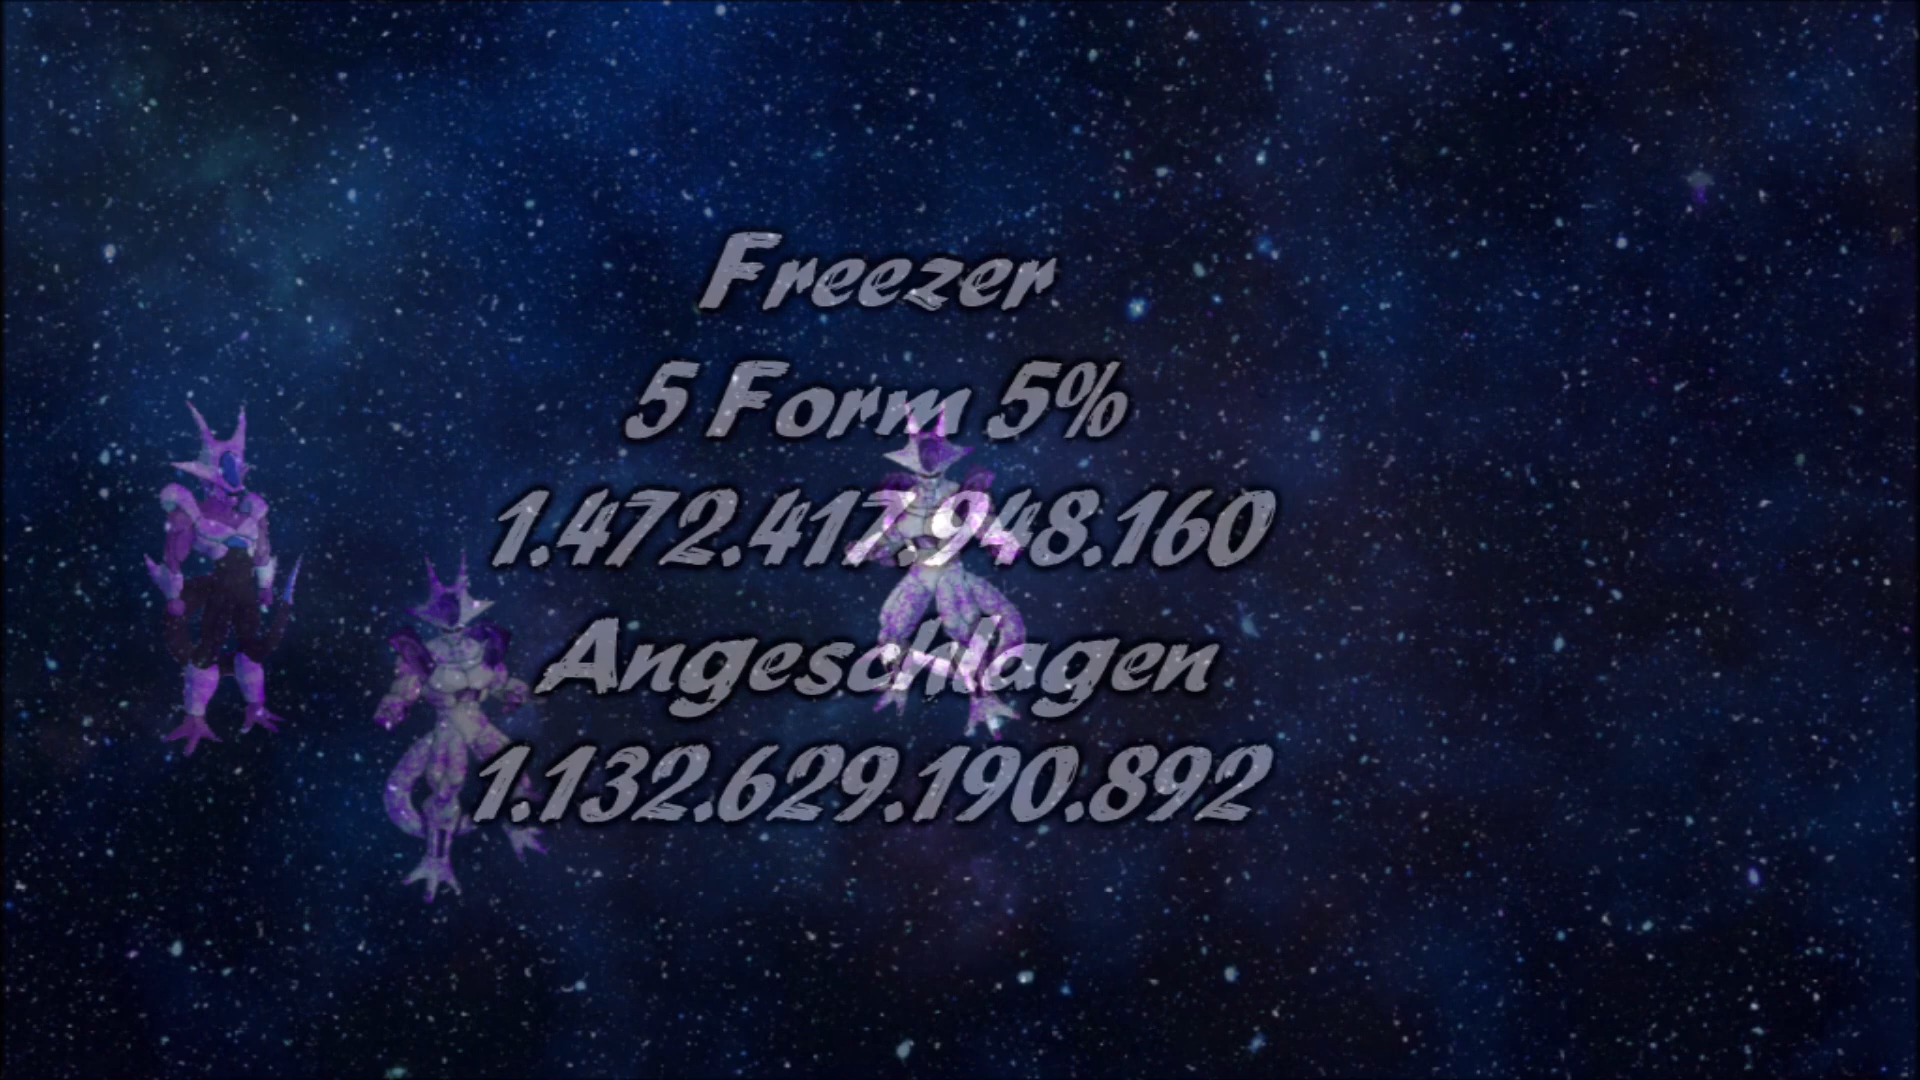 Freezer
5 Form 5%
1.472.417.948.160
Angeschlagen
1.132.629.190.892